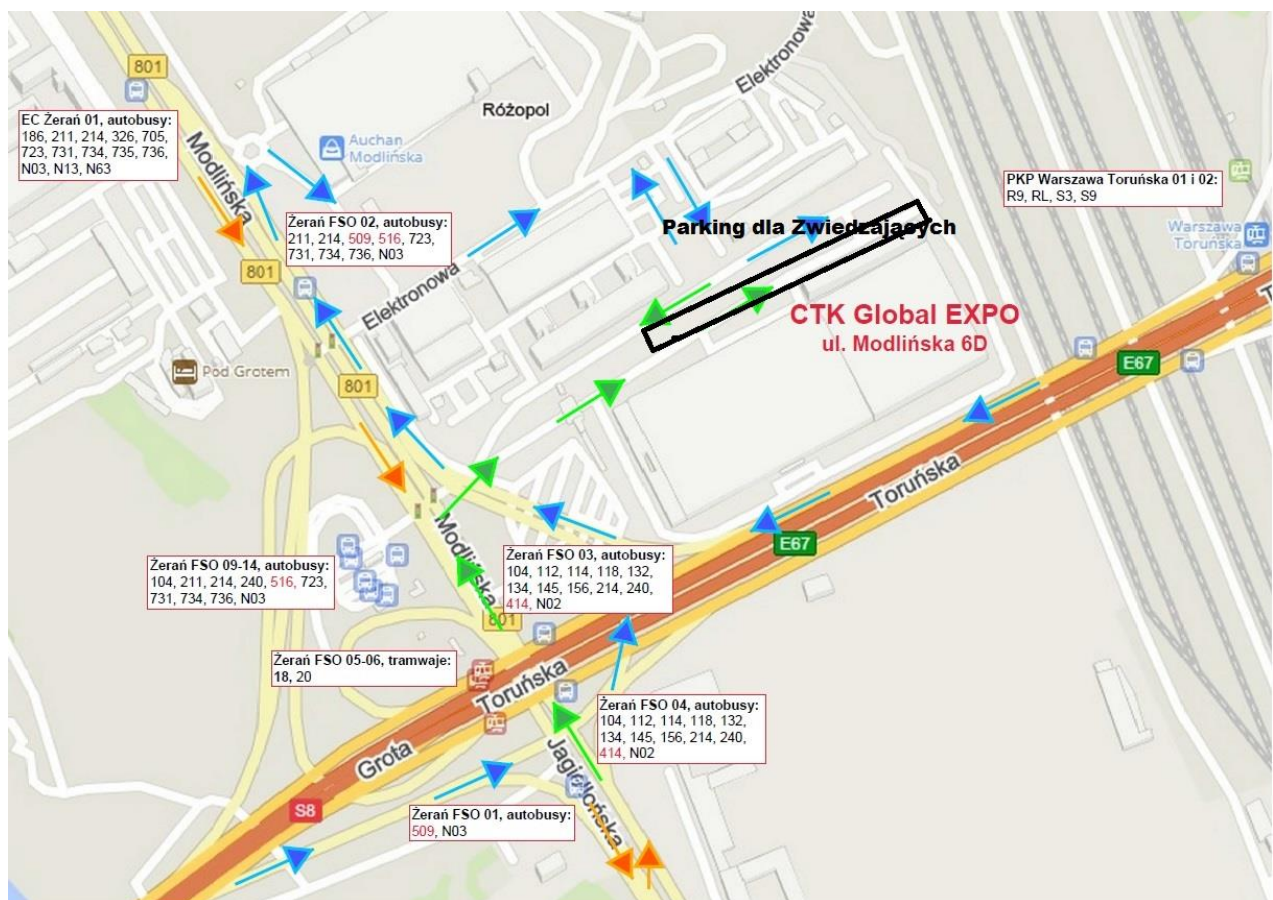 801
EC Żerań 01, autobusy:
186, 211, 214, 326, 705,
723, 731, 734, 735, 736,
N03, N13, N63
Modlińska
Różopol
Elektronowa
Auchan
Modlińska
Żerań FSO 02, autobusy:
211, 214, 509, 516, 723,
731, 734, 736, N03
801
Elektronowa
Parking dla Zwiedzających
PKP Warszawa Toruńska 01 i 02:
R9, RL, S3, S9
Warszawa
Toruńska
CTK Global EXPO
ul. Modlińska 6D
Pod Grotem
801
E67
Toruńska
E67
Modlińska
Żerań FSO 09-14, autobusy:
104, 211, 214, 240, 516, 723,
731, 734, 736, N03
Żerań FSO 03, autobusy:
104, 112, 114, 118, 132,
134, 145, 156, 214, 240,
414, N02
801
Żerań FSO 05-06, tramwaje:
18, 20
Toruńska
Grota
Żerań FSO 04, autobusy:
104, 112, 114, 118, 132,
134, 145, 156, 214, 240,
414, N02
Jagiellońska
S8
Żerań FSO 01, autobusy:
509, N03